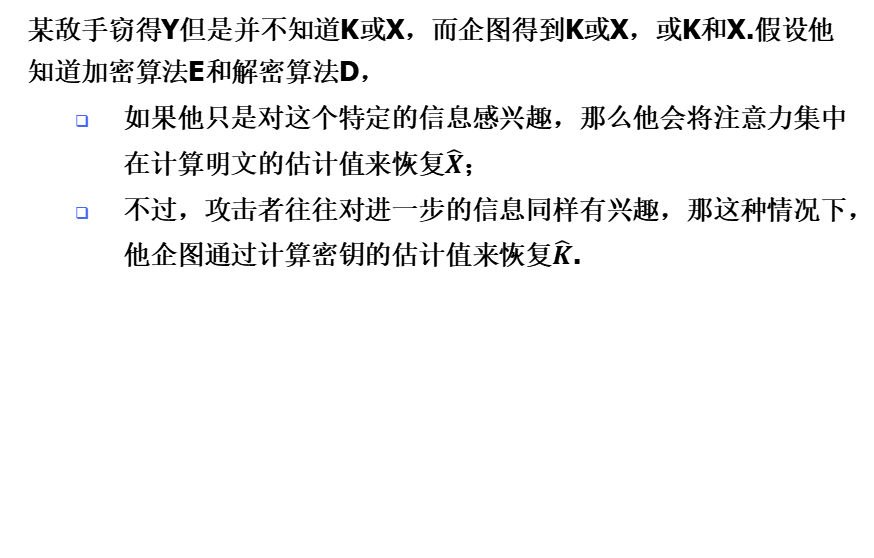 某敌手窃得Y但是并不知道K或X，而企图得到K或X，或K和X.假设他
知道加密算法E和解密算法D，
❑ 如果他只是对这个特定的信息感兴趣，那么他会将注意力集中
在计算明文的估计值来恢复X̂；
❑ 不过，攻击者往往对进一步的信息同样有兴趣，那这种情况下，
他企图通过计算密钥的估计值来恢复K̂.